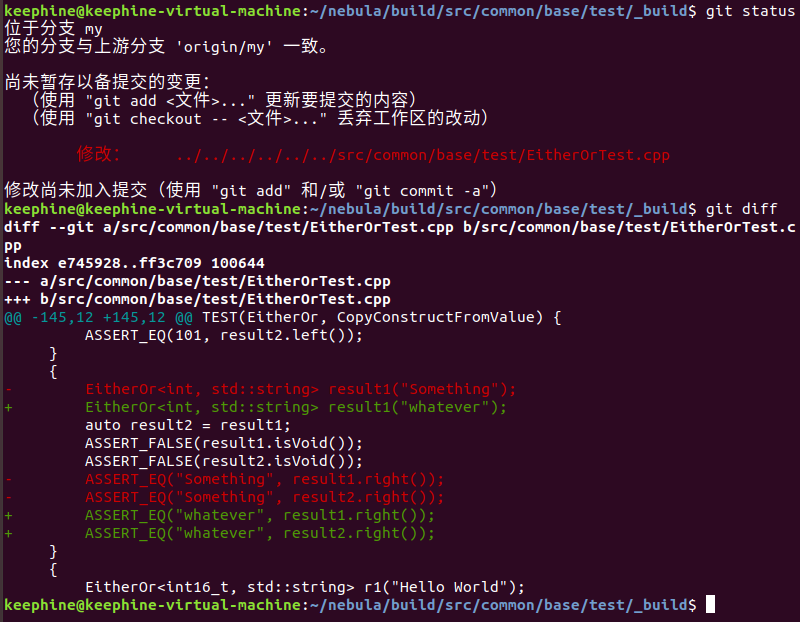 keephine@keephine-virtual-machine:~/nebula/build/src/common/base/test/_build$ git status
位于分支 my
您的分支与上游分支 'origin/my' 一致。
尚未暂存以备提交的变更：
  （使用 "git add <文件>..." 更新要提交的内容）
  （使用 "git checkout -- <文件>..." 丢弃工作区的改动）
        修改：     ../../../../../../src/common/base/test/EitherOrTest.cpp
修改尚未加入提交（使用 "git add" 和/或 "git commit -a"）
keephine@keephine-virtual-machine:~/nebula/build/src/common/base/test/_build$ git diff
diff --git a/src/common/base/test/EitherOrTest.cpp b/src/common/base/test/EitherOrTest.c
pp
index e745928..ff3c709 100644
--- a/src/common/base/test/EitherOrTest.cpp
+++ b/src/common/base/test/EitherOrTest.cpp
@@ -145,12 +145,12 @@ TEST(EitherOr, CopyConstructFromValue) {
         ASSERT_EQ(101, result2.left());
     }
     {
-        EitherOr<int, std::string> result1("Something");
+        EitherOr<int, std::string> result1("whatever");
         auto result2 = result1;
         ASSERT_FALSE(result1.isVoid());
         ASSERT_FALSE(result2.isVoid());
-        ASSERT_EQ("Something", result1.right());
-        ASSERT_EQ("Something", result2.right());
+        ASSERT_EQ("whatever", result1.right());
+        ASSERT_EQ("whatever", result2.right());
     }
     {
         EitherOr<int16_t, std::string> r1("Hello World");
keephine@keephine-virtual-machine:~/nebula/build/src/common/base/test/_build$